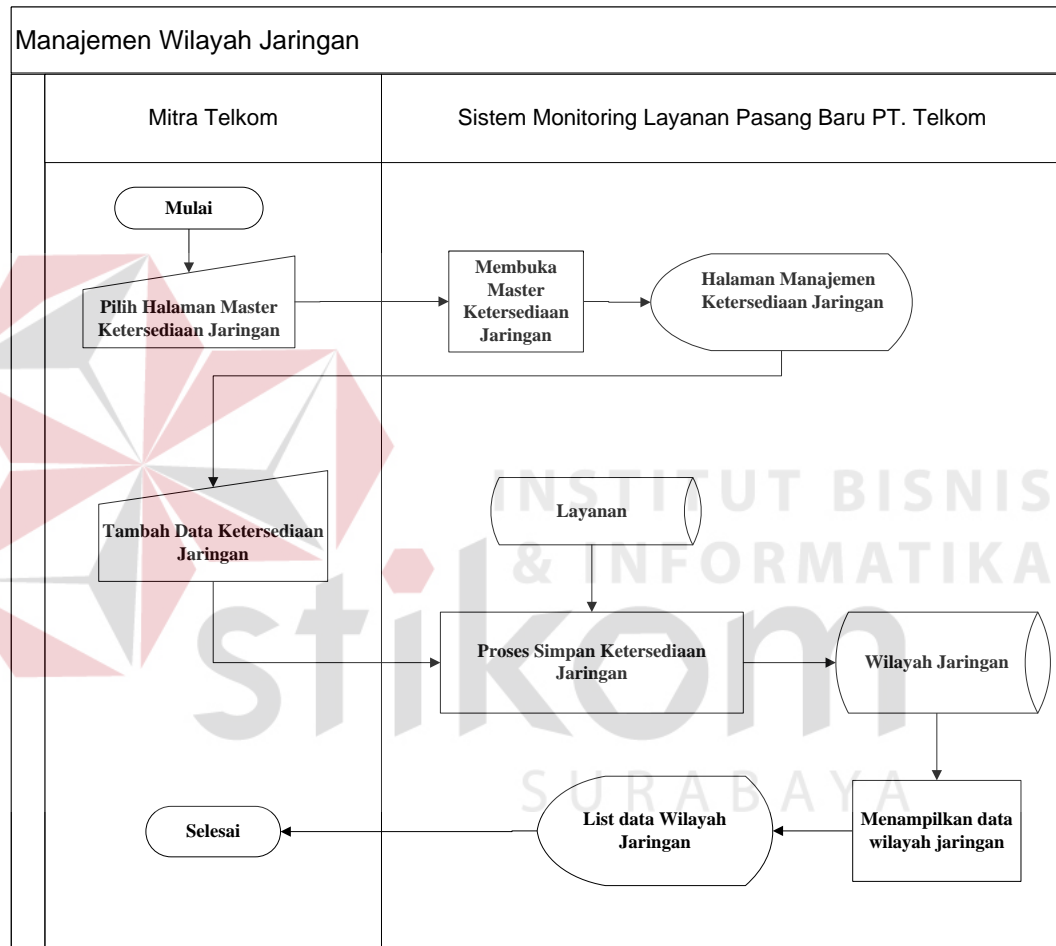 Manajemen Wilayah Jaringan
Mitra Telkom
Sistem Monitoring Layanan Pasang Baru PT. Telkom
Mulai
Pilih Halaman Master
Ketersediaan Jaringan
Membuka
Master
Ketersediaan
Jaringan
Halaman Manajemen
Ketersediaan Jaringan
Tambah Data Ketersediaan
Jaringan
Layanan
Proses Simpan Ketersediaan
Jaringan
Wilayah Jaringan
Menampilkan data
wilayah jaringan
List data Wilayah
Jaringan
Selesai
INSTITUT BISNIS
& INFORMATIKA
stikom
SURABAYA